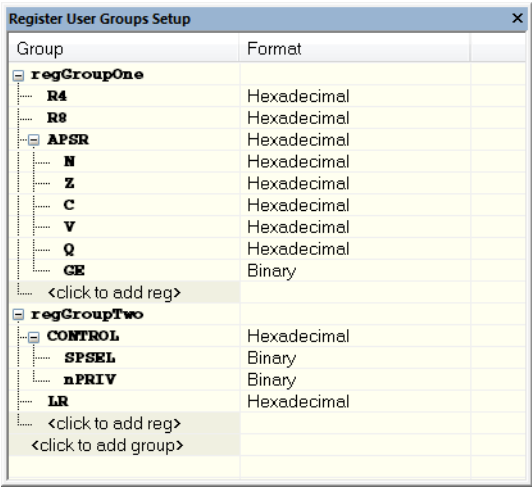 Register User Groups Setup
Group Format
regGroupOne
R4 Hexadecimal
R8 Hexadecimal
APSR Hexadecimal
N Hexadecimal
Z Hexadecimal
C Hexadecimal
V Hexadecimal
Q Hexadecimal
GE Binary
<click to add reg>
regGroupTwo
CONTROL Hexadecimal
SPSEL Binary
nPRIV Binary
LR Hexadecimal
<click to add reg>
<click to add group>